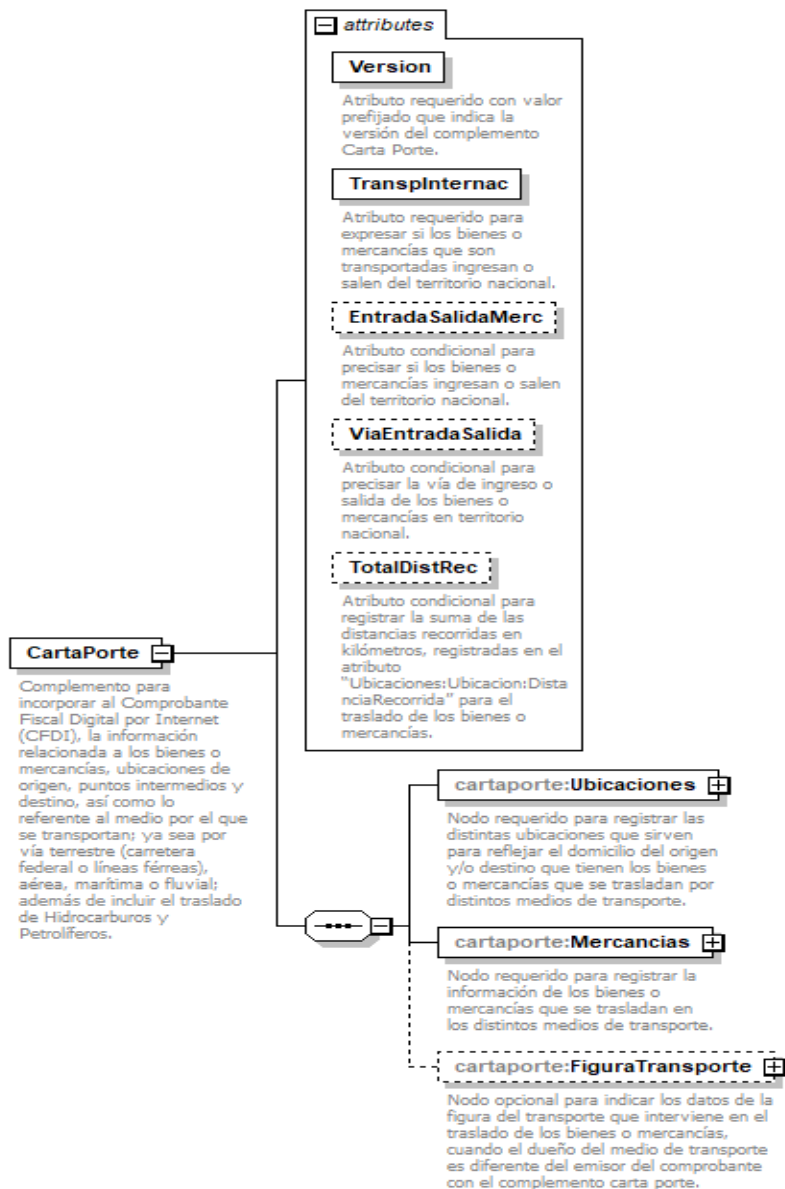 attributes
Version
Atributo requerido con valor
prefijado que indica la
versión del complemento
Carta Porte.
TranspInternac
Atributo requerido para
expresar si los bienes o
mercancías que son
transportadas ingresan o
salen del territorio nacional.
EntradaSalidaMerc
Atributo condicional para
precisar si los bienes o
mercancías ingresan o salen
del territorio nacional.
ViaEntradaSalida
Atributo condicional para
precisar la vía de ingreso o
salida de los bienes o
mercancías en territorio
nacional.
TotalDistRec
Atributo condicional para
registrar la suma de las
distancias recorridas en
kilómetros, registradas en el
atributo
"Ubicaciones:Ubicacion:Dista
nciaRecorrida" para el
traslado de los bienes o
mercancías.
CartaPorte
Complemento para
incorporar al Comprobante
Fiscal Digital por Internet
(CFDI), la información
relacionada a los bienes o
mercancías, ubicaciones de
origen, puntos intermedios y
destino, así como lo
referente al medio por el que
se transportan; ya sea por
vía terrestre (carretera
federal o líneas férreas),
aérea, marítima o fluvial;
además de incluir el traslado
de Hidrocarburos y
Petrolíferos.
cartaporte:Ubicaciones
Nodo requerido para registrar las
distintas ubicaciones que sirven
para reflejar el domicilio del origen
y/o destino que tienen los bienes
o mercancías que se trasladan por
distintos medios de transporte.
cartaporte:Mercancias
Nodo requerido para registrar la
información de los bienes o
mercancías que se trasladan en
los distintos medios de transporte.
cartaporte:FiguraTransporte
Nodo opcional para indicar los datos de la
figura del transporte que interviene en el
traslado de los bienes o mercancías,
cuando el dueño del medio de transporte
es diferente del emisor del comprobante
con el complemento carta porte.